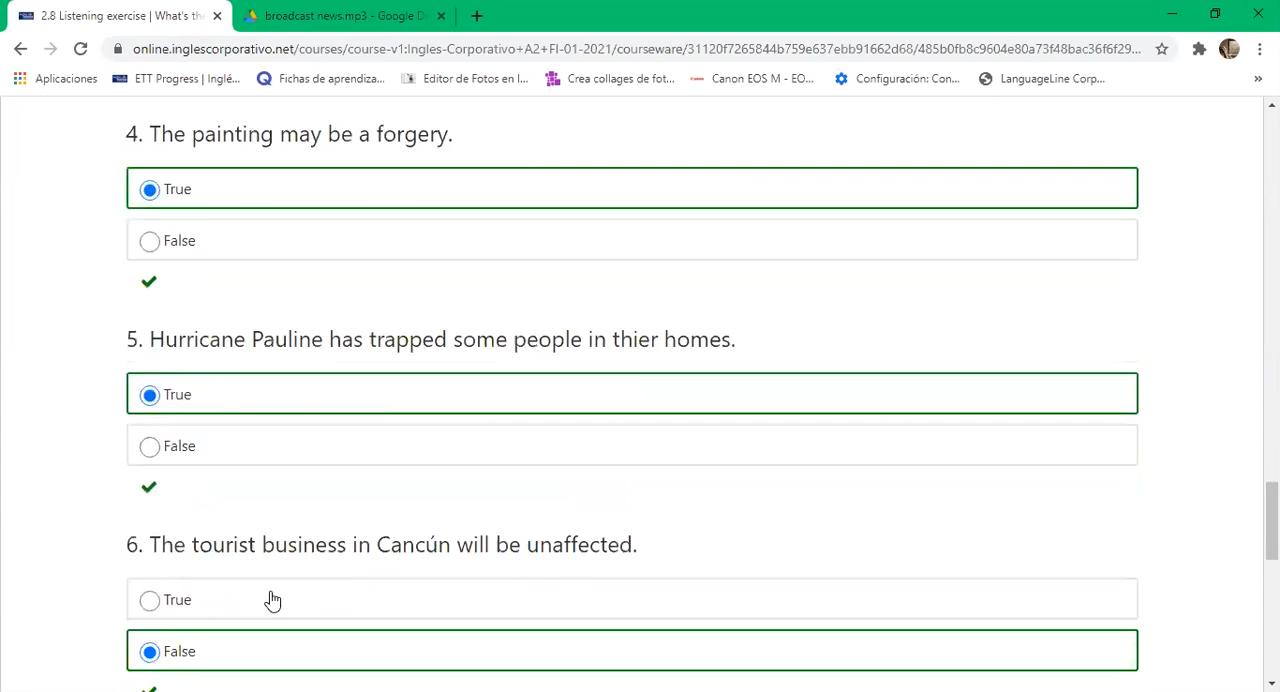 2.8 Listening exercise | What's the
broadcast news.mp3 - Google D
online.inglescorporativo.net/courses/course-v1:Ingles-Corporativo+A2+FI-01-2021/courseware/31120f7265844b759e637ebb91662d68/485b0fb8c9604e80a73f48bac36f6f29...
Aplicaciones
ETT Progress | Inglé...
Fichas de aprendiza...
Editor de Fotos en l...
Crea collages de fot...
Canon EOS M - EO...
Configuración: Con...
LanguageLine Corp...
»
4. The painting may be a forgery.
True
False
5. Hurricane Pauline has trapped some people in thier homes.
True
False
6. The tourist business in Cancún will be unaffected.
True
False